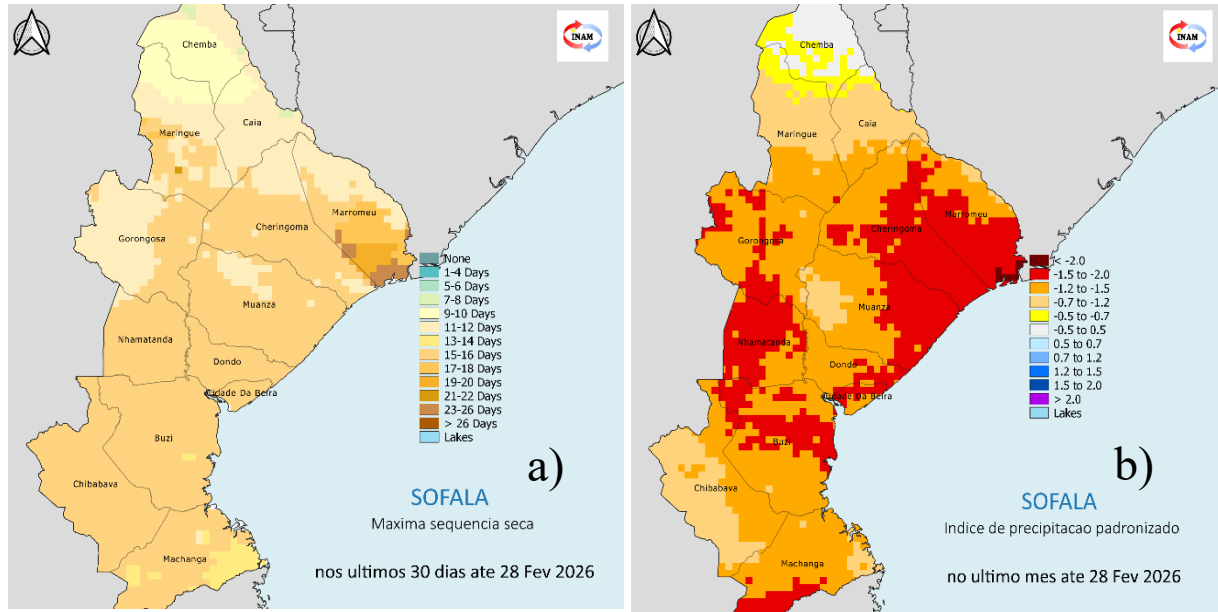 INAM
Chemba
Caia
Maringue
Marromeu
Cheringoma
Gorongosa
Muanza
Nhamatanda
Dondo
Cidade Da Beira
Buzi
Chibabava
Machanga
None
1-4 Days
5-6 Days
7-8 Days
9-10 Days
11-12 Days
13-14 Days
15-16 Days
17-18 Days
19-20 Days
21-22 Days
23-26 Days
> 26 Days
Lakes
a)
SOFALA
Maxima sequencia seca
nos ultimos 30 dias ate 28 Fev 2026
INAM
Chemba
Caia
Maringue
Marromeu
Cheringoma
Gorongosa
Muanza
Nhamatanda
Dondo
Cidade Da Beira
Buzi
Chibabava
Machanga
< -2.0
-1.5 to -2.0
-1.2 to -1.5
-0.7 to -1.2
-0.5 to -0.7
-0.5 to 0.5
0.5 to 0.7
0.7 to 1.2
1.2 to 1.5
1.5 to 2.0
> 2.0
Lakes
b)
SOFALA
Indice de precipitacao padronizado
no ultimo mes ate 28 Fev 2026